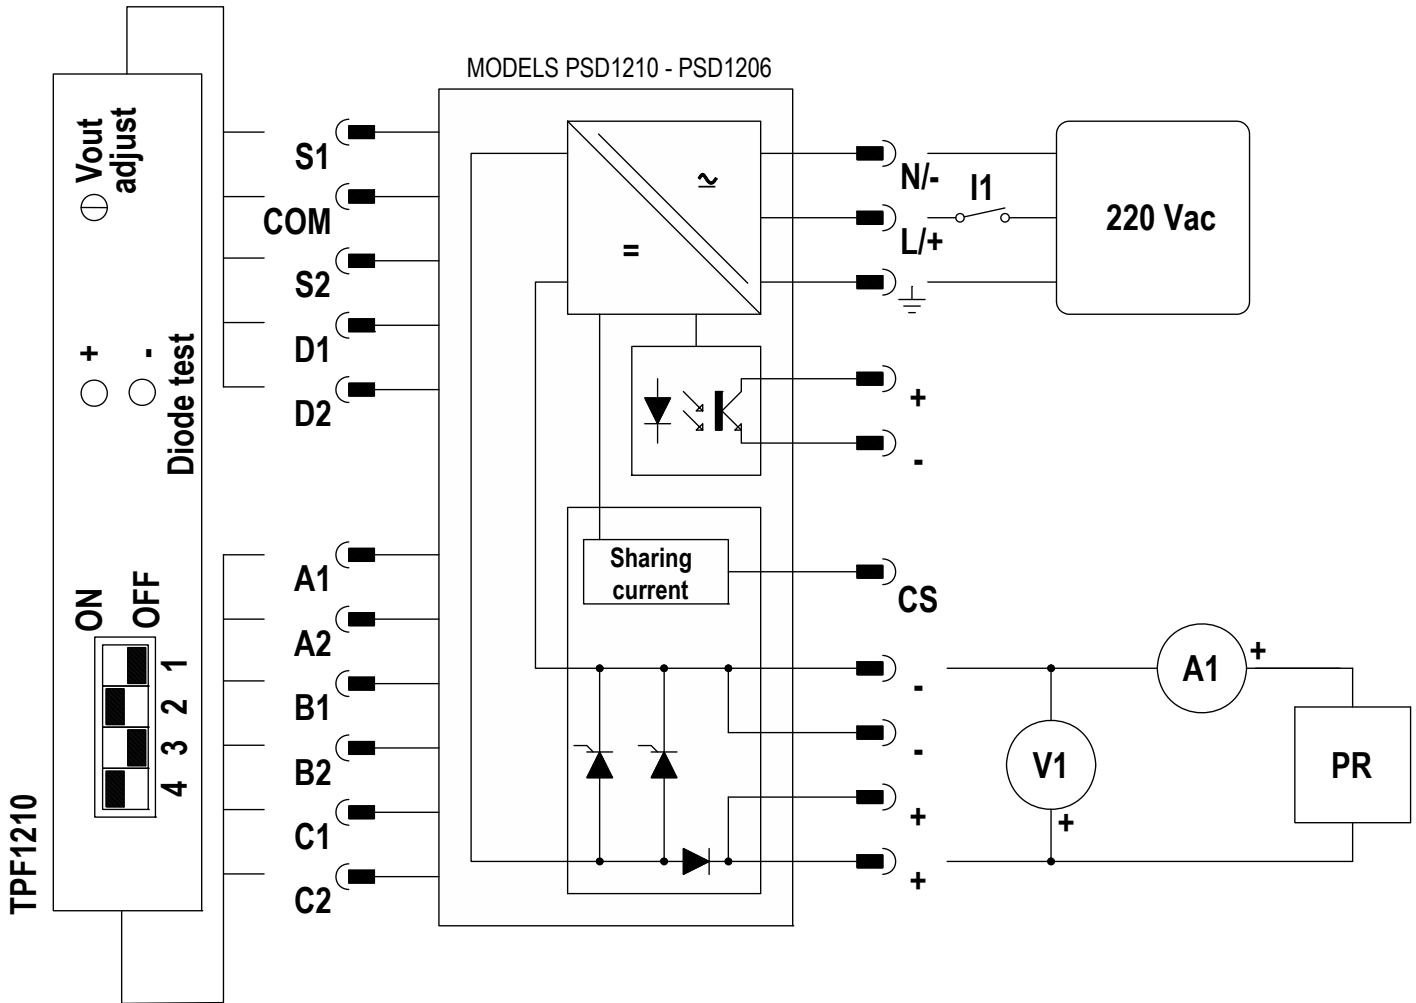 MODELS PSD1210 - PSD1206
Vout
adjust
+
-
Diode test
ON
OFF
1
2
3
4
TPF1210
S1
COM
S2
D1
D2
A1
A2
B1
B2
C1
C2
~
=
Sharing
current
N/-
L/+
I1
220 Vac
+
-
CS
-
-
+
+
A1
+
V1
+
PR